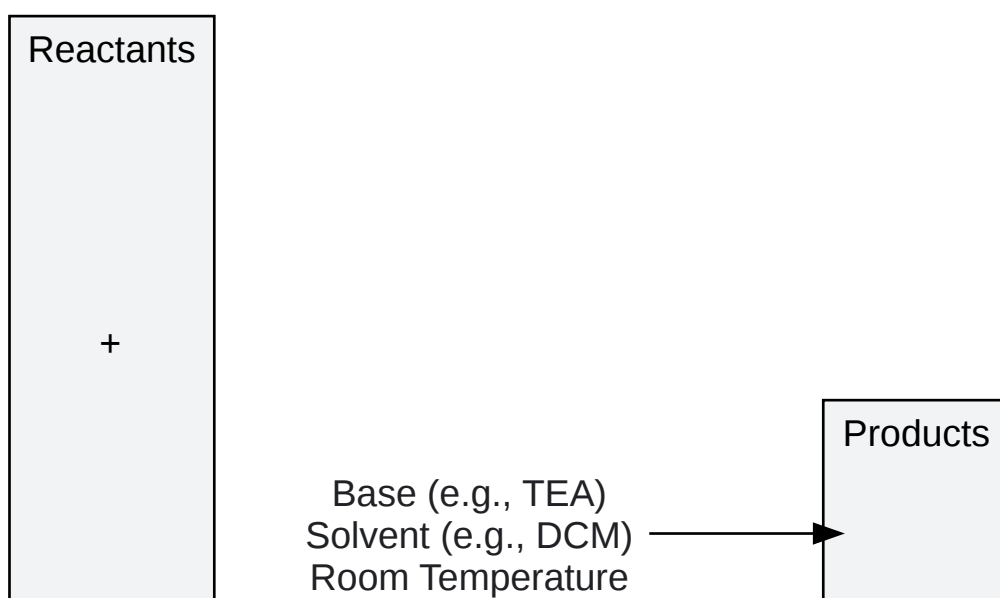 Reactants
+
Products
Base (e.g., TEA)
Solvent (e.g., DCM)
Room Temperature